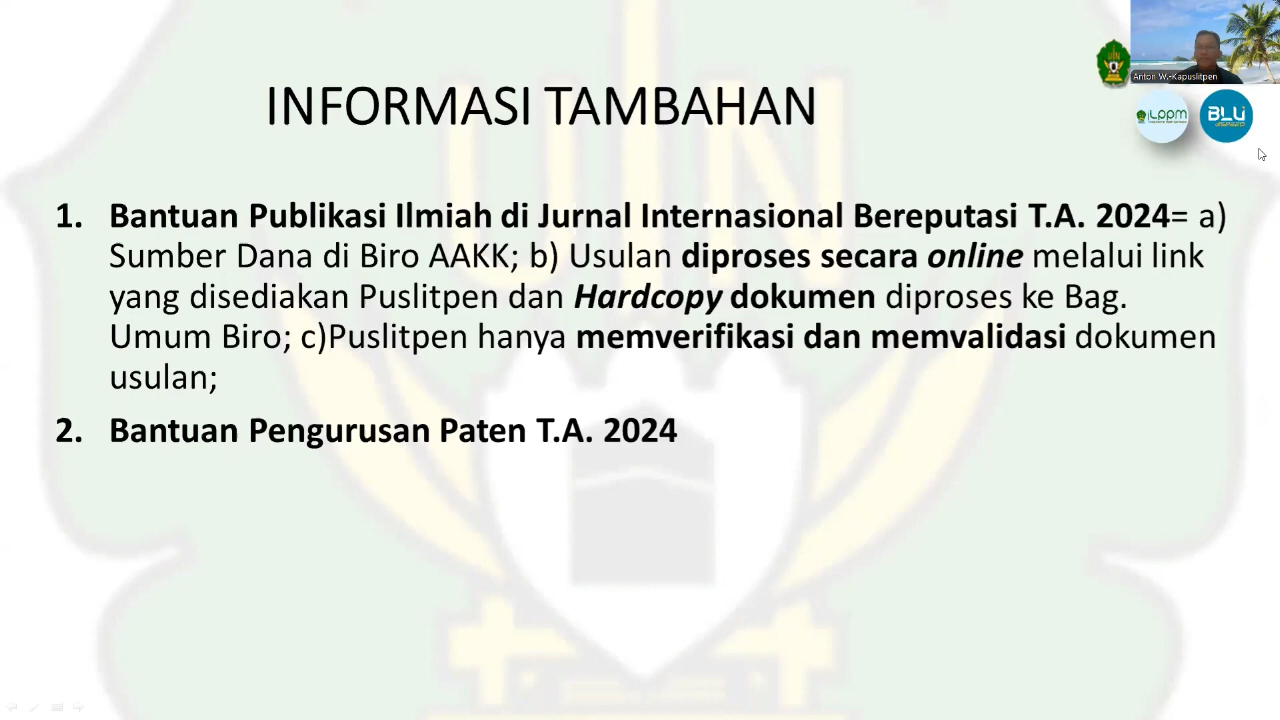 INFORMASI TAMBAHAN
Anton W.-Kapuslitpen
LPPM
BLU
1. Bantuan Publikasi Ilmiah di Jurnal Internasional Bereputasi T.A. 2024= a)
Sumber Dana di Biro AAKK; b) Usulan diproses secara online melalui link
yang disediakan Puslitpen dan Hardcopy dokumen diproses ke Bag.
Umum Biro; c)Puslitpen hanya memverifikasi dan memvalidasi dokumen
usulan;
2. Bantuan Pengurusan Paten T.A. 2024
UIN